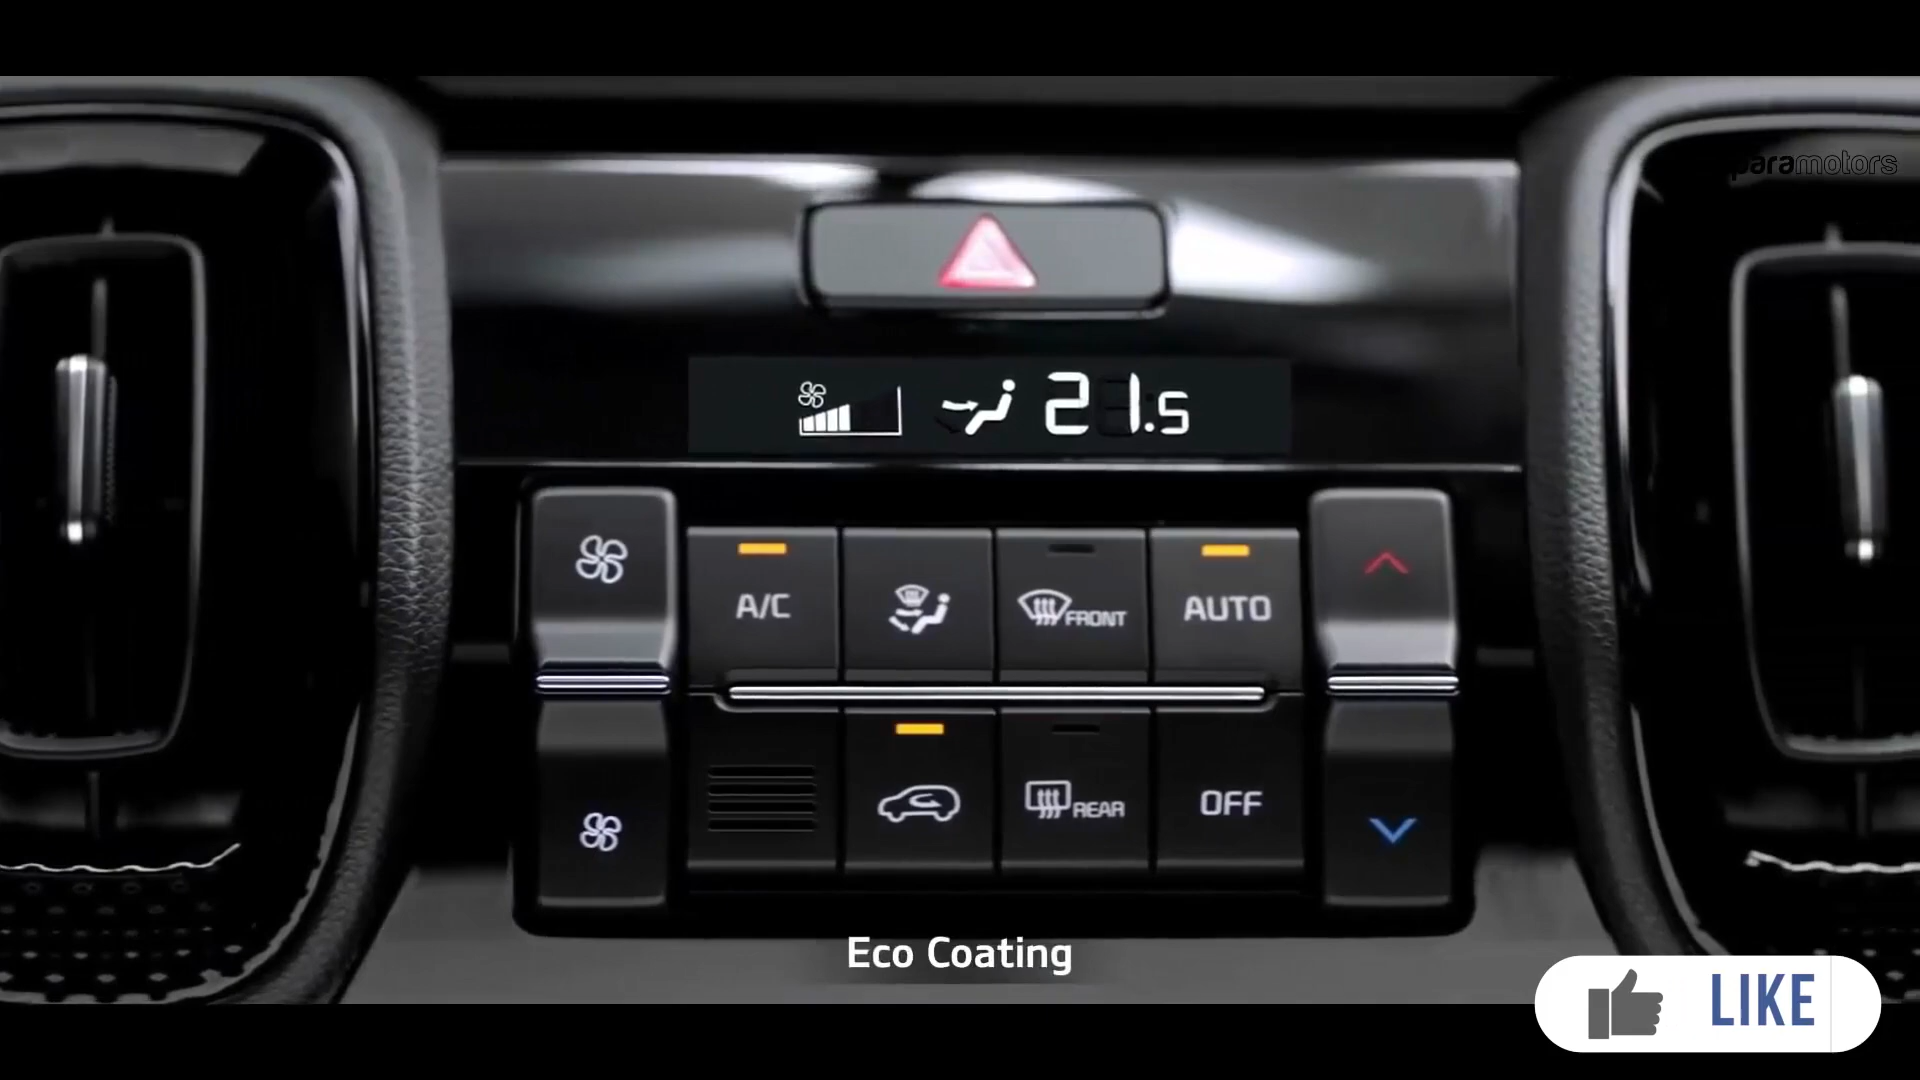 paramotors
21.5
A/C
FRONT
AUTO
REAR
OFF
Eco Coating
LIKE